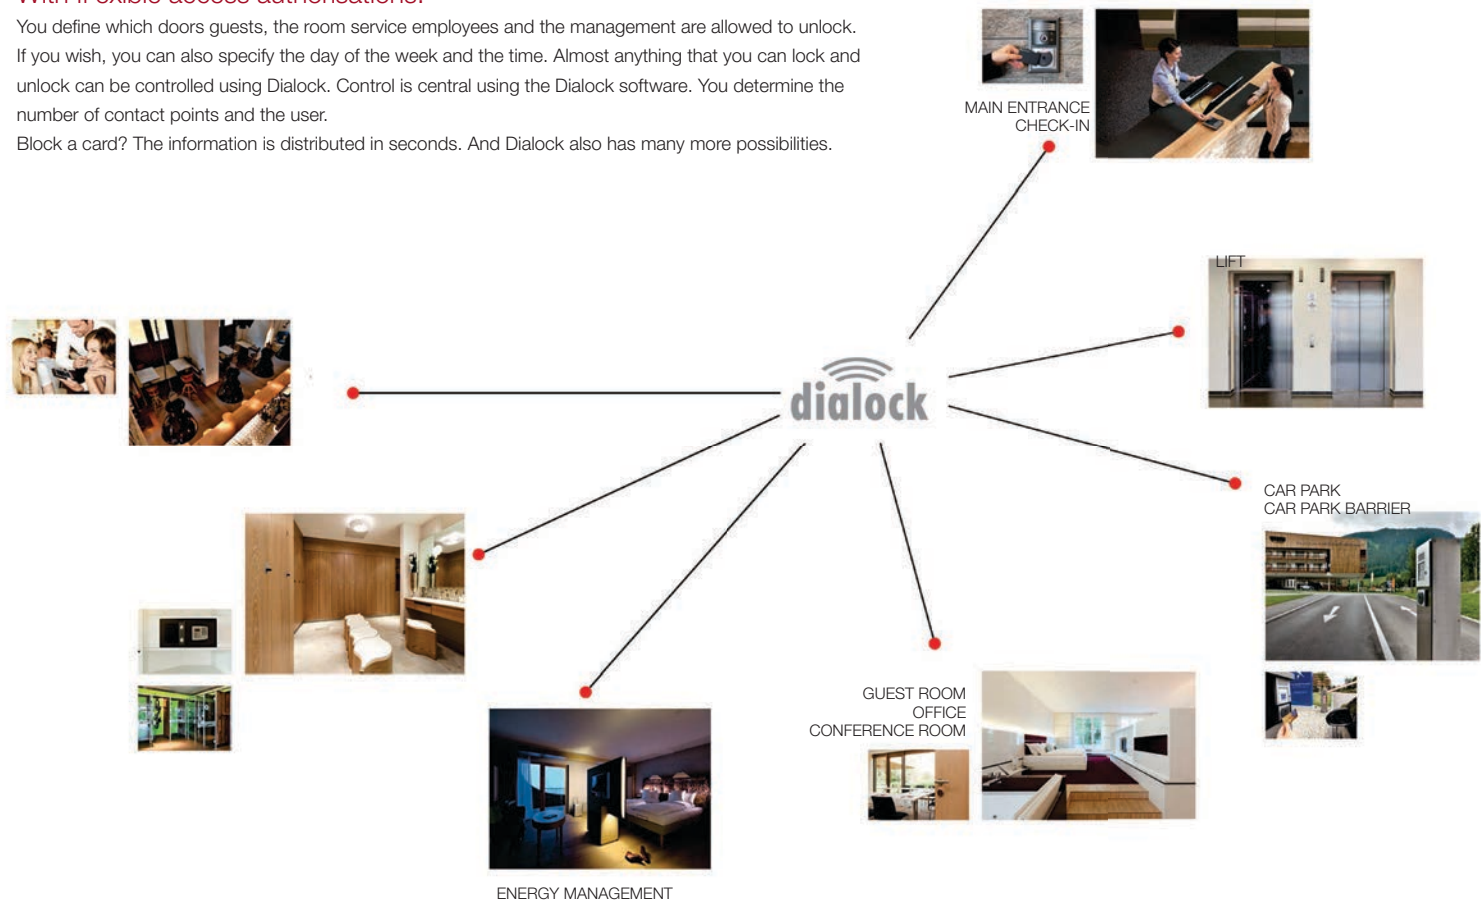 With flexible access authorisations.
You define which doors guests, the room service employees and the management are allowed to unlock.
If you wish, you can also specify the day of the week and the time. Almost anything that you can lock and
unlock can be controlled using Dialock. Control is central using the Dialock software. You determine the
number of contact points and the user.
Block a card? The information is distributed in seconds. And Dialock also has many more possibilities.
MAIN ENTRANCE
CHECK-IN
LIFT
dialock
CAR PARK
CAR PARK BARRIER
GUEST ROOM
OFFICE
CONFERENCE ROOM
ENERGY MANAGEMENT